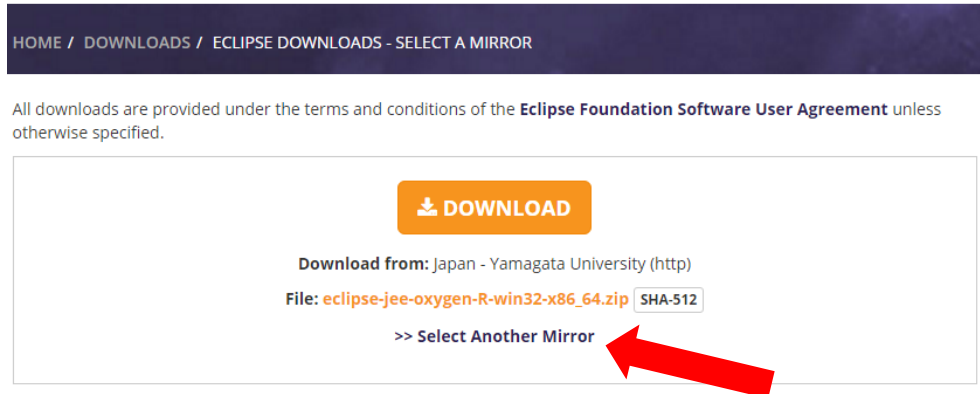 HOME / DOWNLOADS / ECLIPSE DOWNLOADS - SELECT A MIRROR
All downloads are provided under the terms and conditions of the Eclipse Foundation Software User Agreement unless
otherwise specified.
DOWNLOAD
Download from: Japan - Yamagata University (http)
File: eclipse-jee-oxygen-R-win32-x86_64.zip SHA-512
>> Select Another Mirror